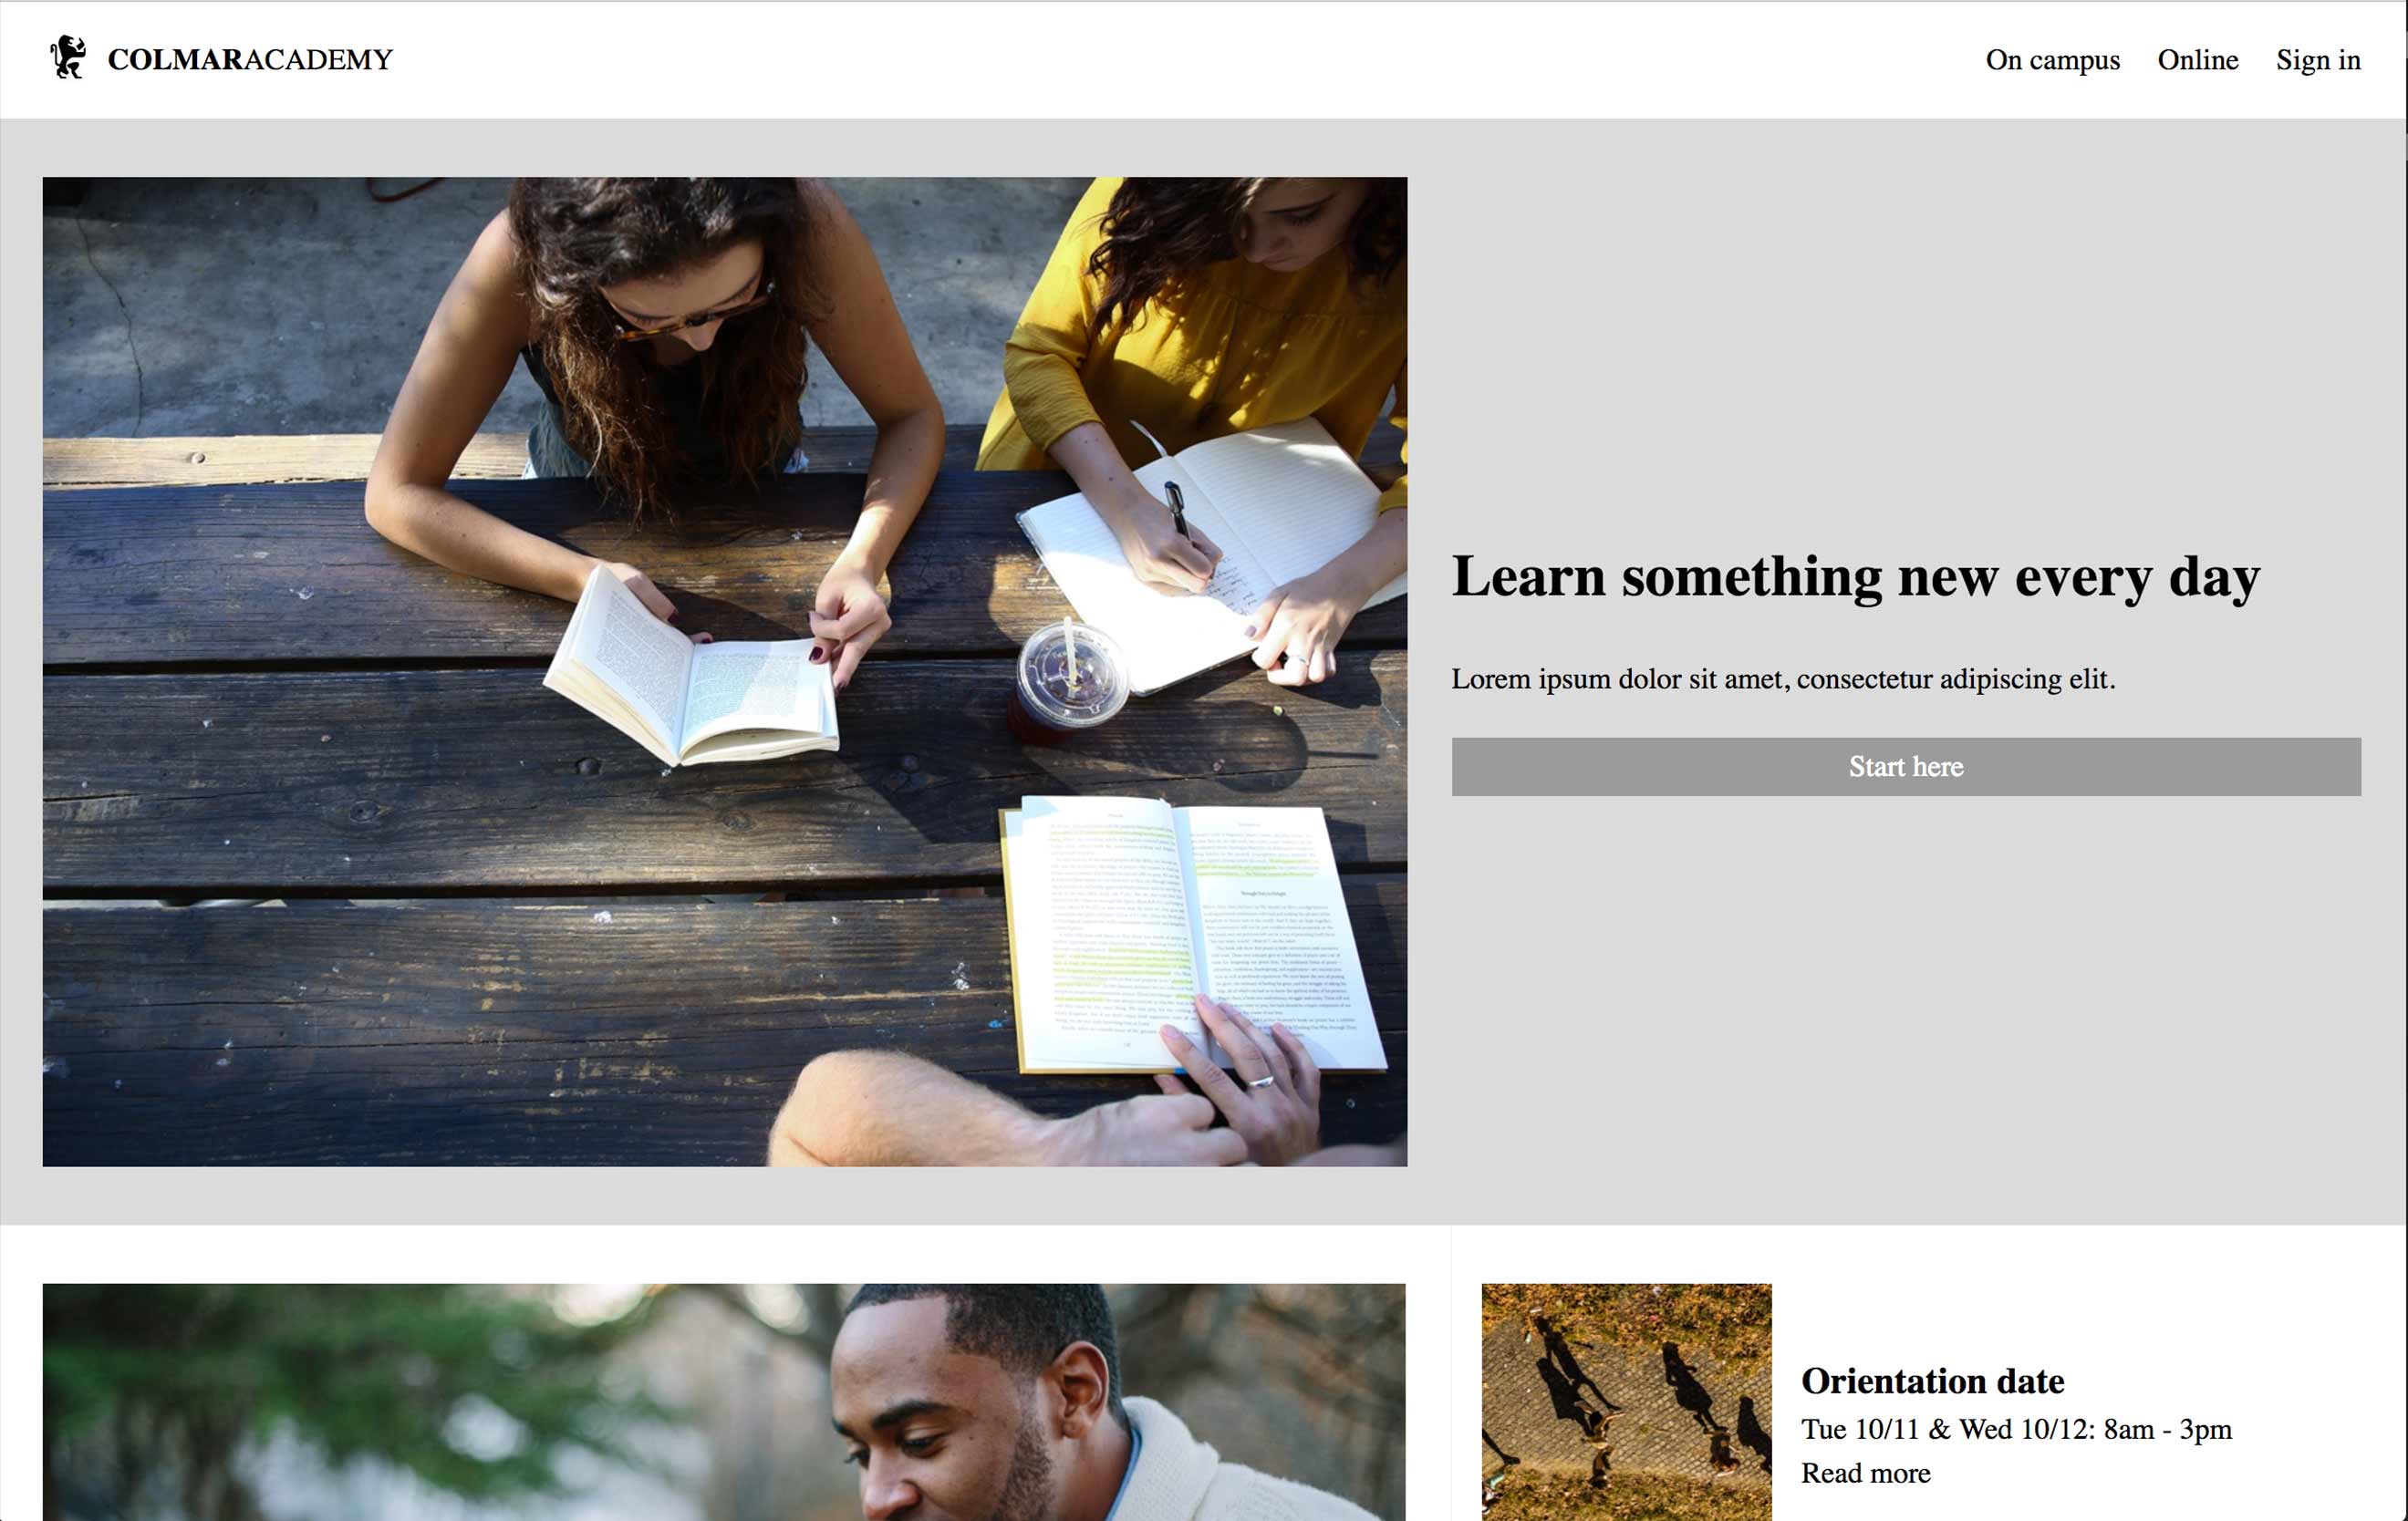 COLMARACADEMY
On campus Online Sign in
Learn something new every day
Lorem ipsum dolor sit amet, consectetur adipiscing elit.
Start here
Orientation date
Tue 10/11 & Wed 10/12: 8am - 3pm
Read more